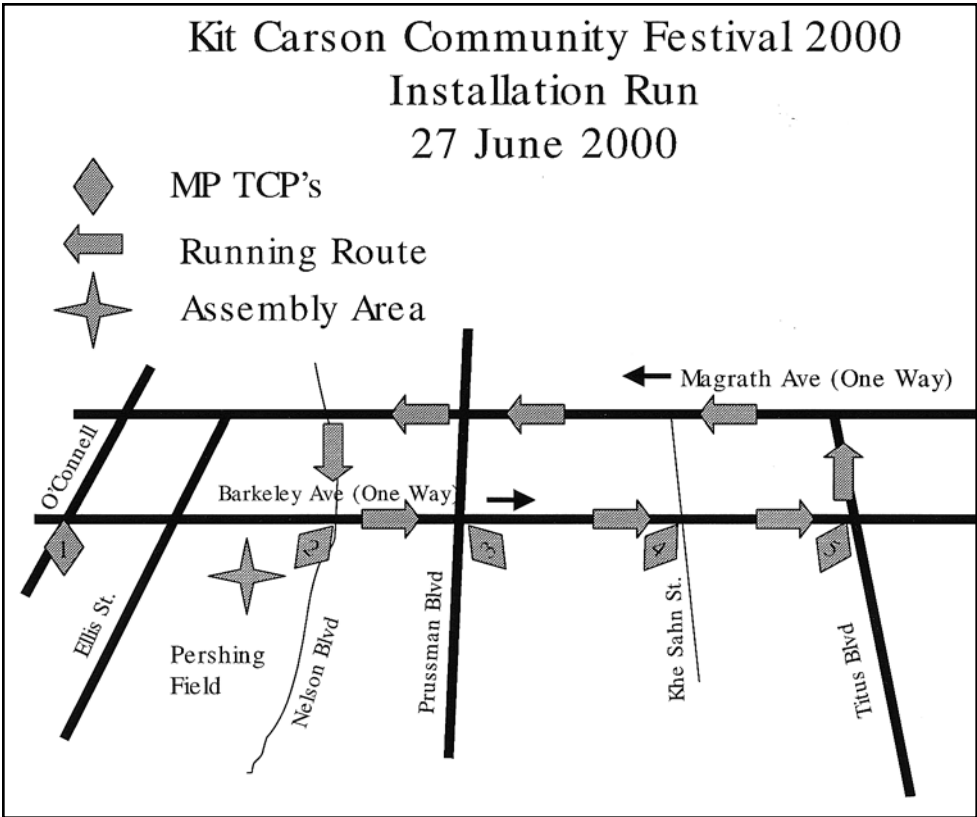 Kit Carson Community Festival 2000
Installation Run
27 June 2000
MP TCP's
Running Route
Assembly Area
Magrath Ave (One Way)
O'Connell
Barkeley Ave (One Way)
1
2
3
4
5
Ellis St.
Pershing
Field
Nelson Blvd
Prussman Blvd
Khe Sahn St.
Titus Blvd